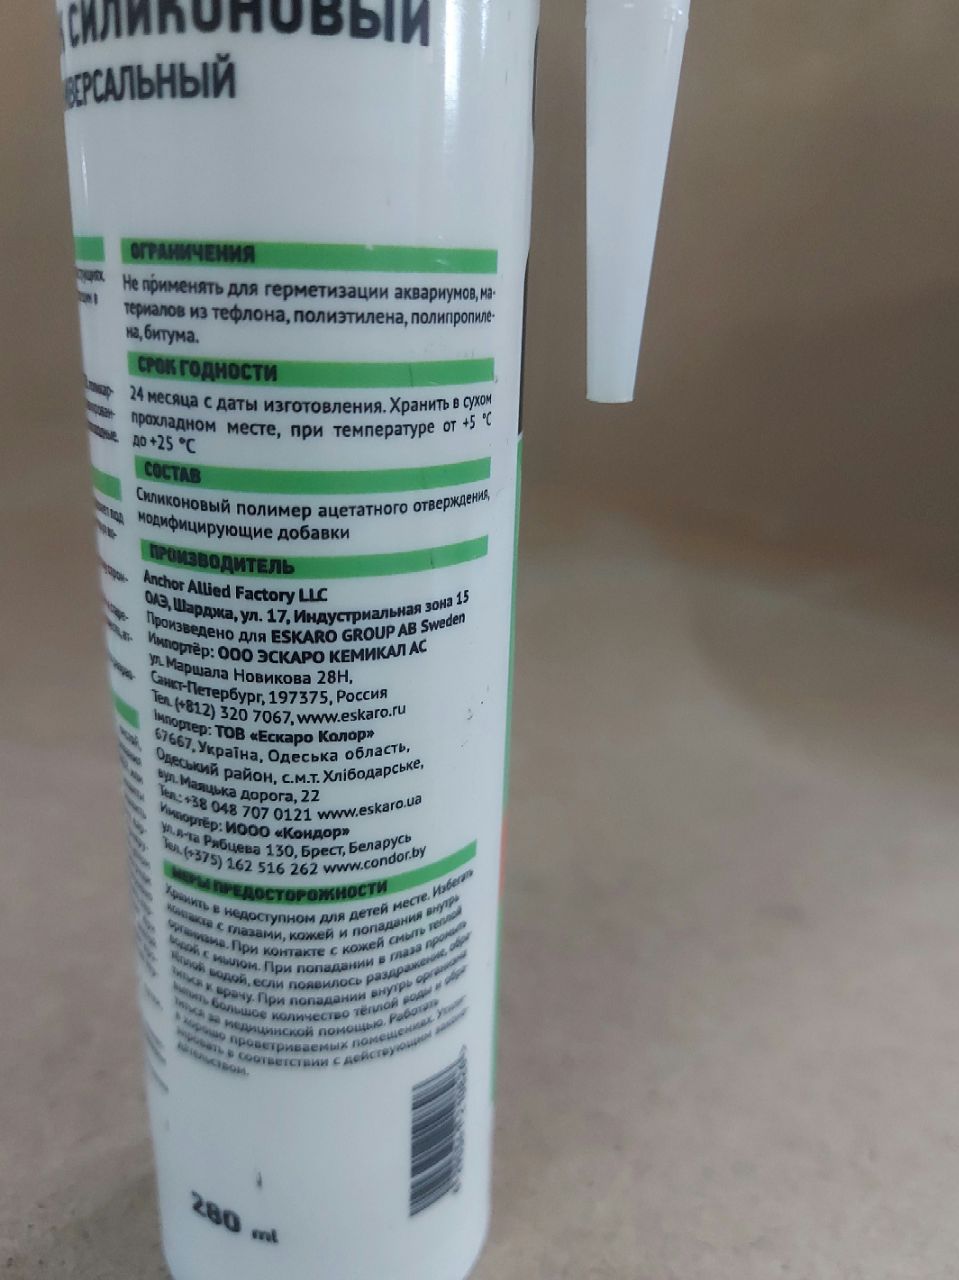 СИЛИКОНОВЫЙ
ВЕРСАЛЬНЫЙ
ОГРАНИЧЕНИЯ
Не применять для герметизации аквариумов, ма-
териалов из тефлона, полиэтилена, полипропиле-
на, битума.
СРОК ГОДНОСТИ
24 месяца с даты изготовления. Хранить в сухом
прохладном месте, при температуре от +5 °С
до +25 °С
СОСТАВ
Силиконовый полимер ацетатного отверждения,
модифицирующие добавки
ПРОИЗВОДИТЕЛЬ
Anchor Allied Factory LLC
ОАЭ, Шарджа, ул. 17, Индустриальная зона 15
Произведено для ESKARO GROUP AB Sweden
Импортёр: ООО ЭСКАРО КЕМИКАЛ АС
ул. Маршала Новикова 28Н,
Санкт-Петербург, 197375, Россия
Тел. (+812) 320 7067, www.eskaro.ru
Імпортер: ТОВ «Ескаро Колор»
67667, Україна, Одеська область,
Одеський район, с.м.т. Хлібодарське,
вул. Маяцька дорога, 22
Тел.: +38 048 707 0121 www.eskaro.ua
Импортёр: ИООО «Кондор»
ул. л-та Рябцева 130, Брест, Беларусь
Тел. (+375) 162 516 262 www.condor.by
МЕРЫ ПРЕДОСТОРОЖНОСТИ
Хранить в недоступном для детей месте. Избегать
контакта с глазами, кожей и попадания внутрь
организма. При контакте с кожей смыть теплой
водой с мылом. При попадании в глаза промыть
тёплой водой, если появилось раздражение, обра-
титься к врачу. При попадании внутрь организма
выпить большое количество тёплой воды и обра-
титься за медицинской помощью. Работать
в хорошо проветриваемых помещениях. Утили-
зировать в соответствии с действующим законо-
дательством.
280 ml